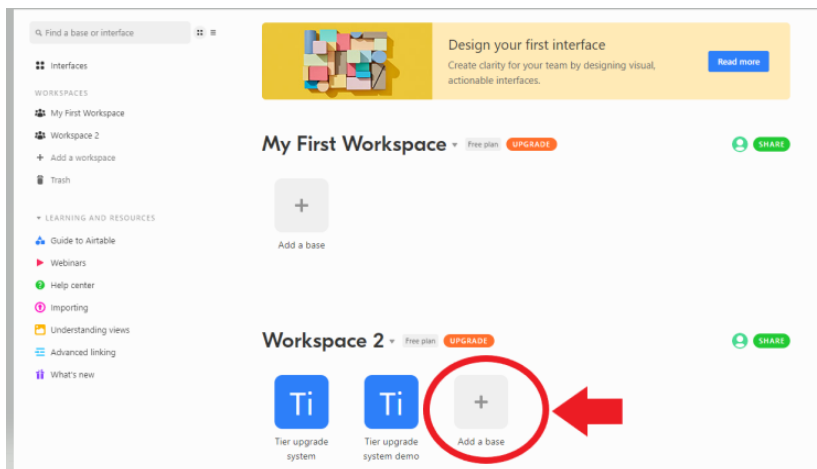 Find a base or interface
Interfaces
WORKSPACES
My First Workspace
Workspace 2
+ Add a workspace
Trash
LEARNING AND RESOURCES
Guide to Airtable
Webinars
Help center
Importing
Understanding views
Advanced linking
What's new
Design your first interface
Create clarity for your team by designing visual,
actionable interfaces.
Read more
My First Workspace Free plan UPGRADE SHARE
+
Add a base
Workspace 2 Free plan UPGRADE SHARE
Ti Ti +
Tier upgrade system
Tier upgrade system demo
Add a base